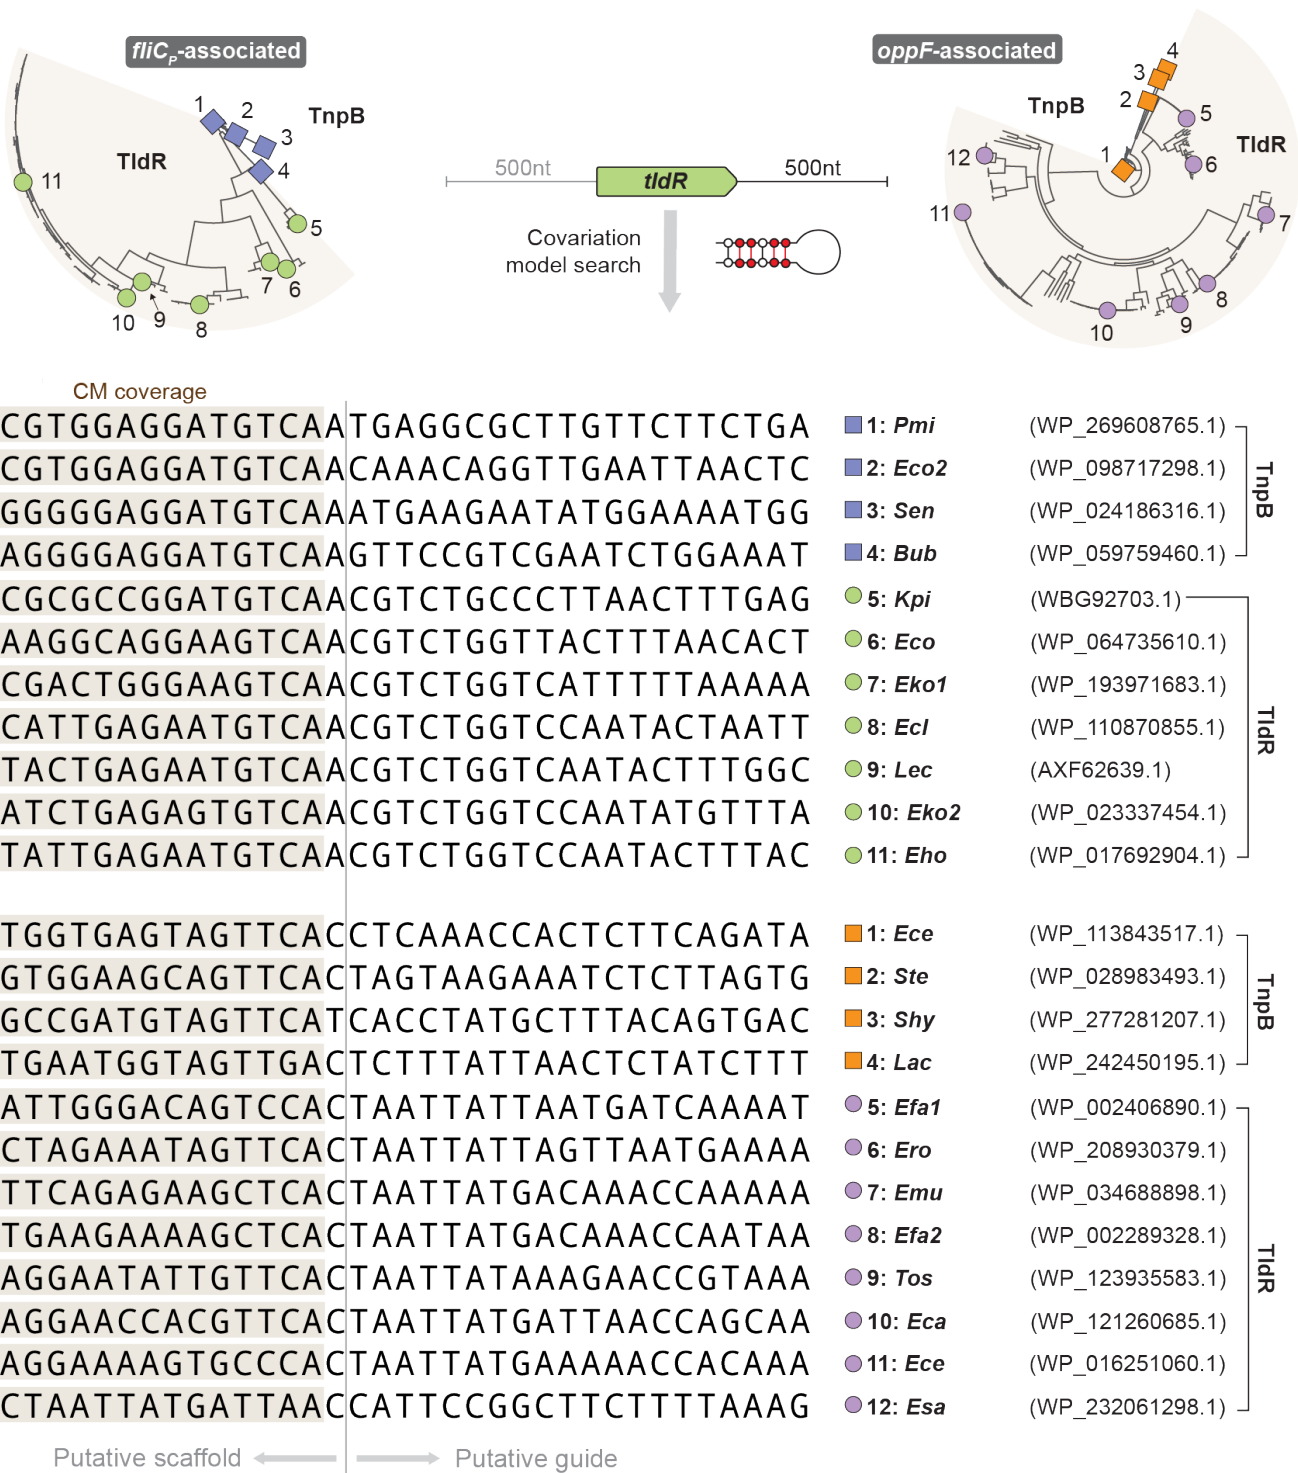 fliCP-associated
oppF-associated
TnpB
TldR
1
2
3
4
5
6
7
8
9
10
11
500nt
tldR
500nt
Covariation
model search
TnpB
TldR
1
2
3
4
5
6
7
8
9
10
11
12
CM coverage
CGTGGAGGATGTCAATGAGGCGCTTGTTCTTCTGA 1: Pmi (WP_269608765.1)
CGTGGAGGATGTCAACAAACAGGTTGAATTAACTC 2: Eco2 (WP_098717298.1)
GGGGGAGGATGTCAAATGAAGAATATGGAAAATGG 3: Sen (WP_024186316.1)
AGGGGAGGATGTCAAGTTCCGTCGAATCTGGAAAT 4: Bub (WP_059759460.1)
TnpB
CGCGCCGGATGTCAACGTCTGCCCTTAACTTTGAG 5: Kpi (WBG92703.1)
AAGGCAGGAAGTCAACGTCTGGTTACTTTAACACT 6: Eco (WP_064735610.1)
CGACTGGGAAGTCAACGTCTGGTCATTTTTAAAAA 7: Eko1 (WP_193971683.1)
CATTGAGAATGTCAACGTCTGGTCCAATACTAATT 8: Ecl (WP_110870855.1)
TACTGAGAATGTCAACGTCTGGTCAATACTTTGGC 9: Lec (AXF62639.1)
ATCTGAGAGTGTCAACGTCTGGTCCAATATGTTTA 10: Eko2 (WP_023337454.1)
TATTGAGAATGTCAACGTCTGGTCCAATACTTTAC 11: Eho (WP_017692904.1)
TldR
TGGTGAGTAGTTCACCTCAAACCACTCTTCAGATA 1: Ece (WP_113843517.1)
GTGGAAGCAGTTCACTAGTAAGAAATCTCTTAGTG 2: Ste (WP_028983493.1)
GCCGATGTAGTTCATCACCTATGCTTTACAGTGAC 3: Shy (WP_277281207.1)
TGAATGGTAGTTGACTCTTTATTAACTCTATCTTT 4: Lac (WP_242450195.1)
TnpB
ATTGGGACAGTCCACTAATTATTAATGATCAAAAT 5: Efa1 (WP_002406890.1)
CTAGAAATAGTTCACTAATTATTAGTTAATGAAAA 6: Ero (WP_208930379.1)
TTCAGAGAAGCTCACTAATTATGACAAACCAAAAA 7: Emu (WP_034688898.1)
TGAAGAAAAGCTCACTAATTATGACAAACCAATAA 8: Efa2 (WP_002289328.1)
AGGAATATTGTTCACTAATTATAAAGAACCGTAAA 9: Tos (WP_123935583.1)
AGGAACCACGTTCACTAATTATGATTAACCAGCAA 10: Eca (WP_121260685.1)
AGGAAAAGTGCCCACTAATTATGAAAAACCACAAA 11: Ece (WP_016251060.1)
CTAATTATGATTAACCATTCCGGCTTCTTTTAAAG 12: Esa (WP_232061298.1)
TldR
Putative scaffold
Putative guide